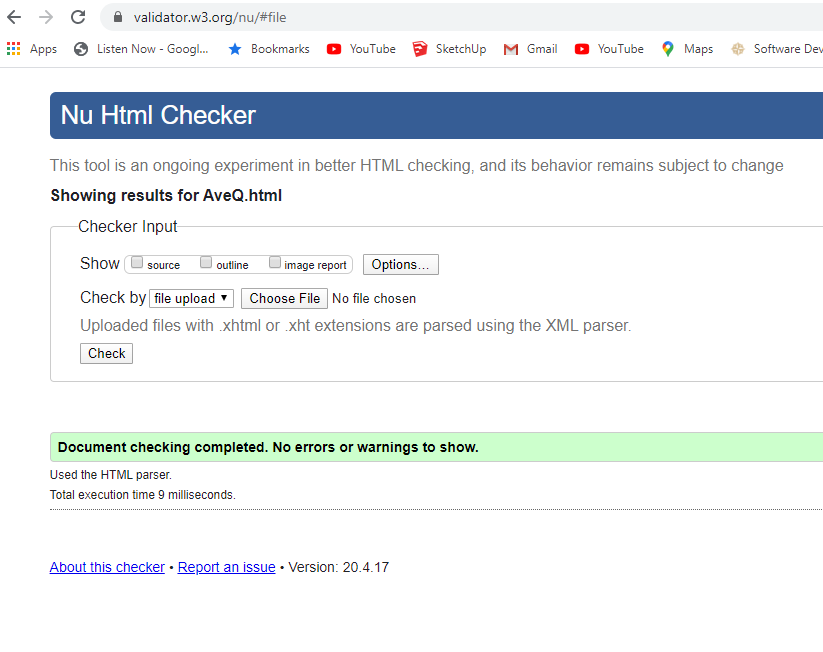 validator.w3.org/nu/#file
Apps Listen Now - Googl... Bookmarks YouTube SketchUp Gmail YouTube Maps Software Dev
Nu Html Checker
This tool is an ongoing experiment in better HTML checking, and its behavior remains subject to change
Showing results for AveQ.html
Checker Input
Show source outline image report Options...
Check by file upload Choose File No file chosen
Uploaded files with .xhtml or .xht extensions are parsed using the XML parser.
Check
Document checking completed. No errors or warnings to show.
Used the HTML parser.
Total execution time 9 milliseconds.
About this checker • Report an issue • Version: 20.4.17